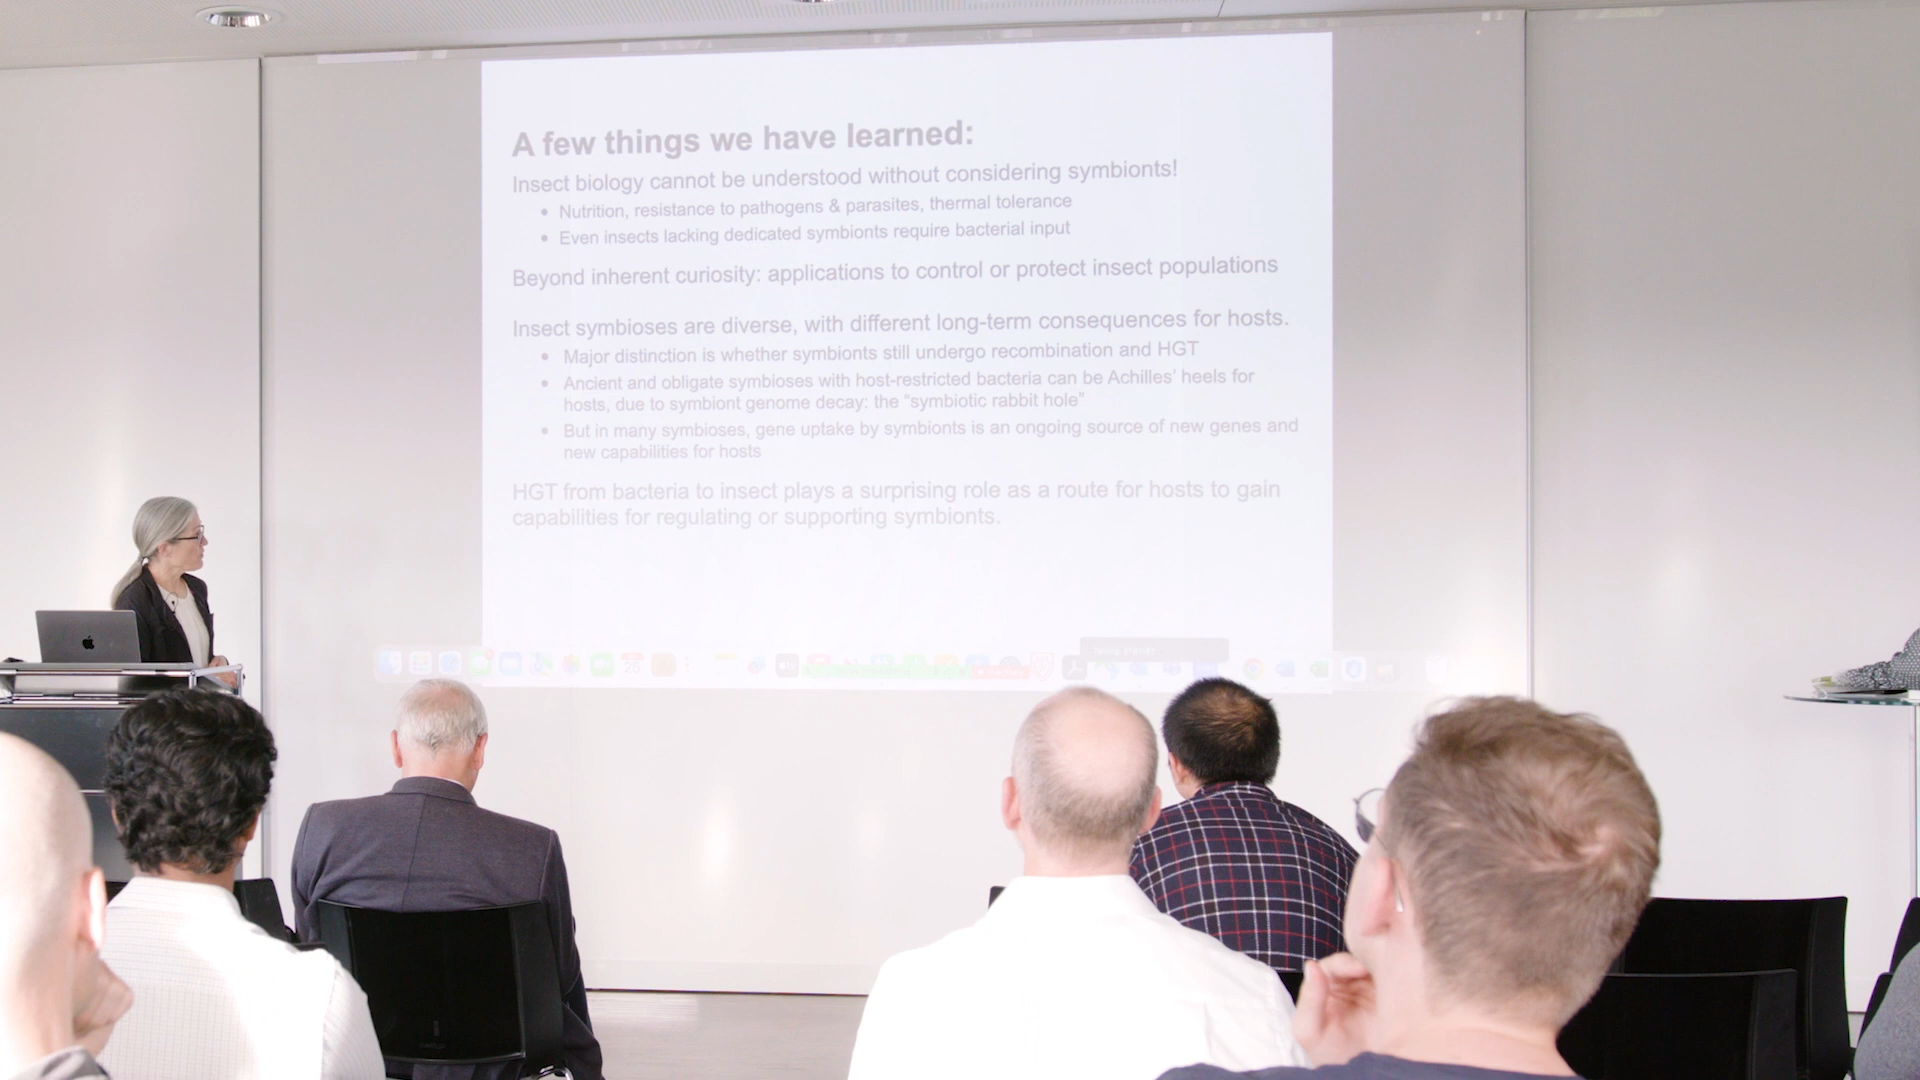 A few things we have learned:
Insect biology cannot be understood without considering symbionts!
• Nutrition, resistance to pathogens & parasites, thermal tolerance
• Even insects lacking dedicated symbionts require bacterial input
Beyond inherent curiosity: applications to control or protect insect populations
Insect symbioses are diverse, with different long-term consequences for hosts.
• Major distinction is whether symbionts still undergo recombination and HGT
• Ancient and obligate symbioses with host-restricted bacteria can be Achilles’ heels for
hosts, due to symbiont genome decay: the “symbiotic rabbit hole”
• But in many symbioses, gene uptake by symbionts is an ongoing source of new genes and
new capabilities for hosts
HGT from bacteria to insect plays a surprising role as a route for hosts to gain
capabilities for regulating or supporting symbionts.